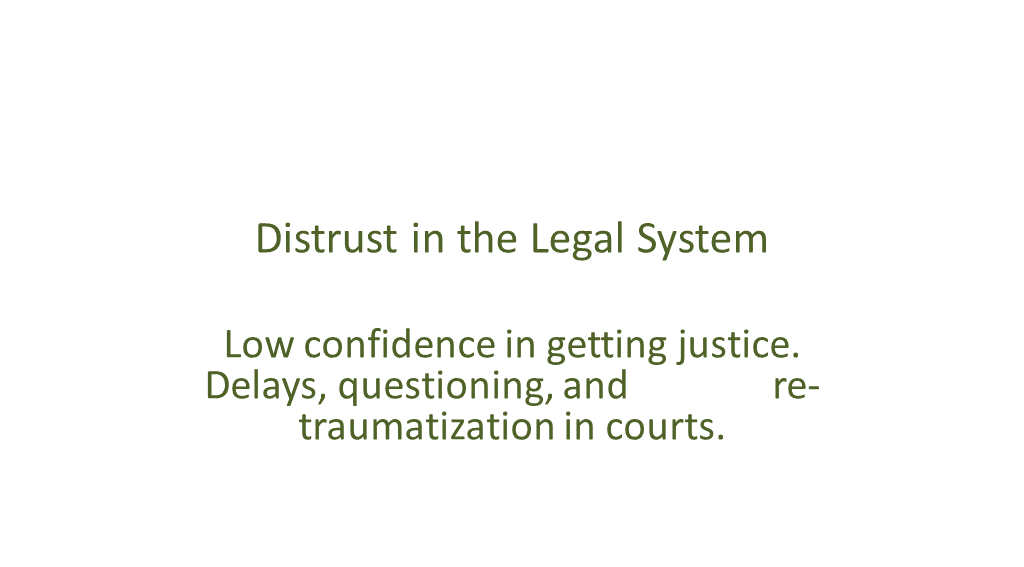 Distrust in the Legal System
Low confidence in getting justice.
Delays, questioning, and re-
traumatization in courts.